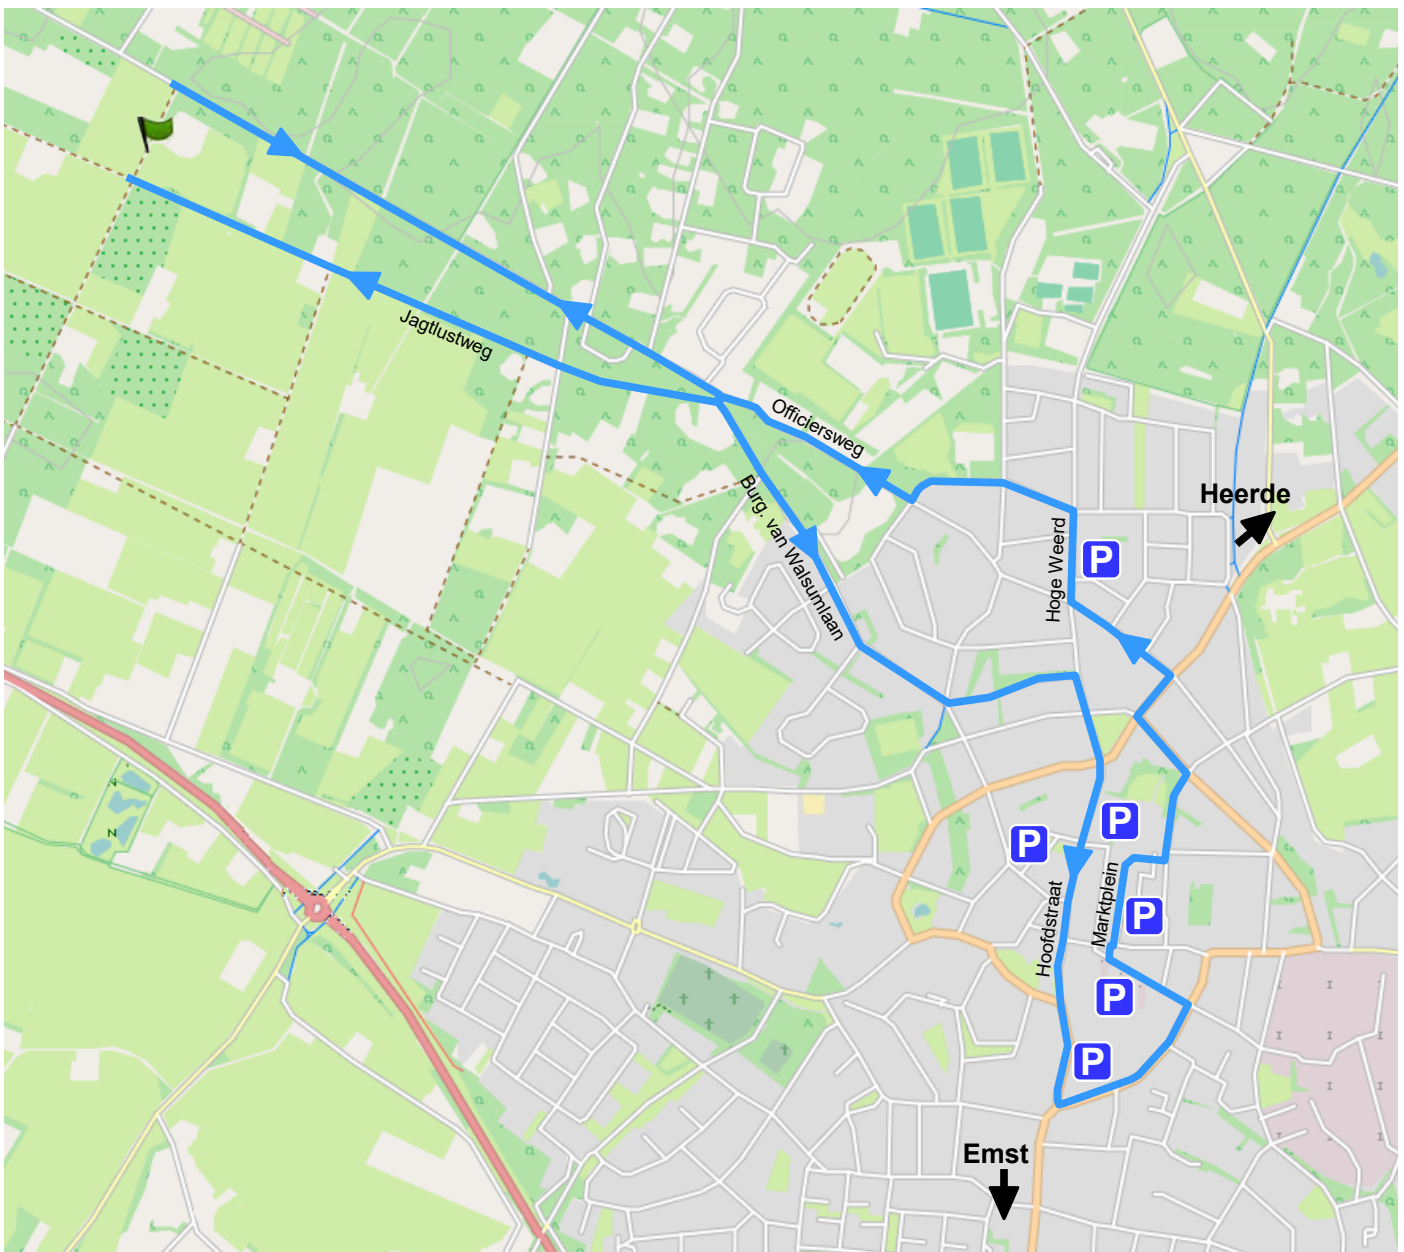 Jagtlustweg
Officiersweg
Burg. van Walsumlaan
Heerde
Hoge Weerd
P
P
P
Marktplein
Hoofdstraat
P
P
P
N
N
Emst